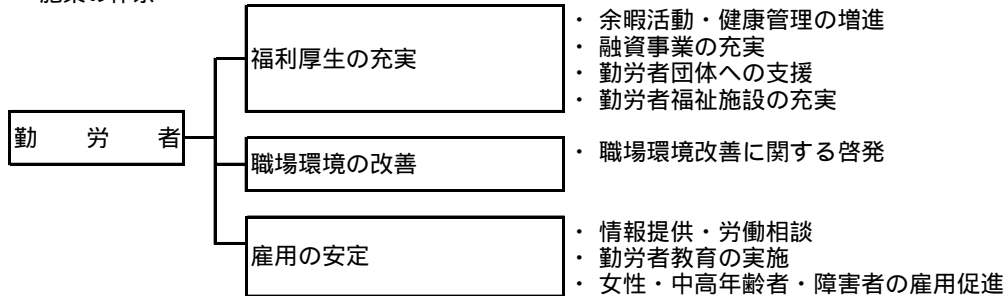 ・ 余暇活動・健康管理の増進
福利厚生の充実
・ 融資事業の充実
・ 勤労者団体への支援
・ 勤労者福祉施設の充実
勤 労 者
職場環境の改善
・ 職場環境改善に関する啓発
雇用の安定
・ 情報提供・労働相談
・ 勤労者教育の実施
・ 女性・中高年齢者・障害者の雇用促進